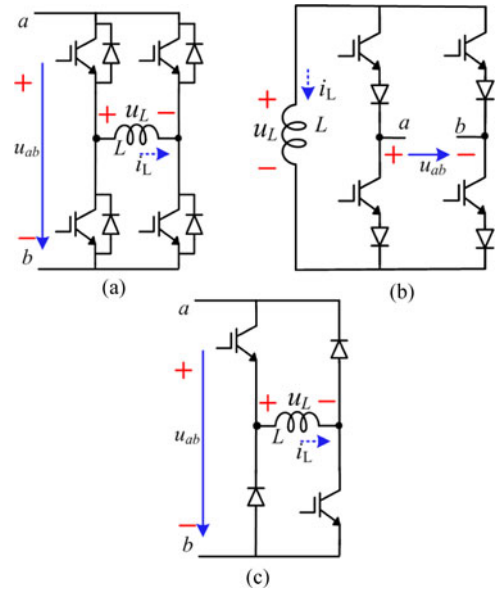 a
+
u_ab
−
b
+ u_L −
L
i_L
(a)
+
u_L
−
i_L
L
a
b
+ −
u_ab
(b)
a
+
u_ab
−
b
+ u_L −
L
i_L
(c)